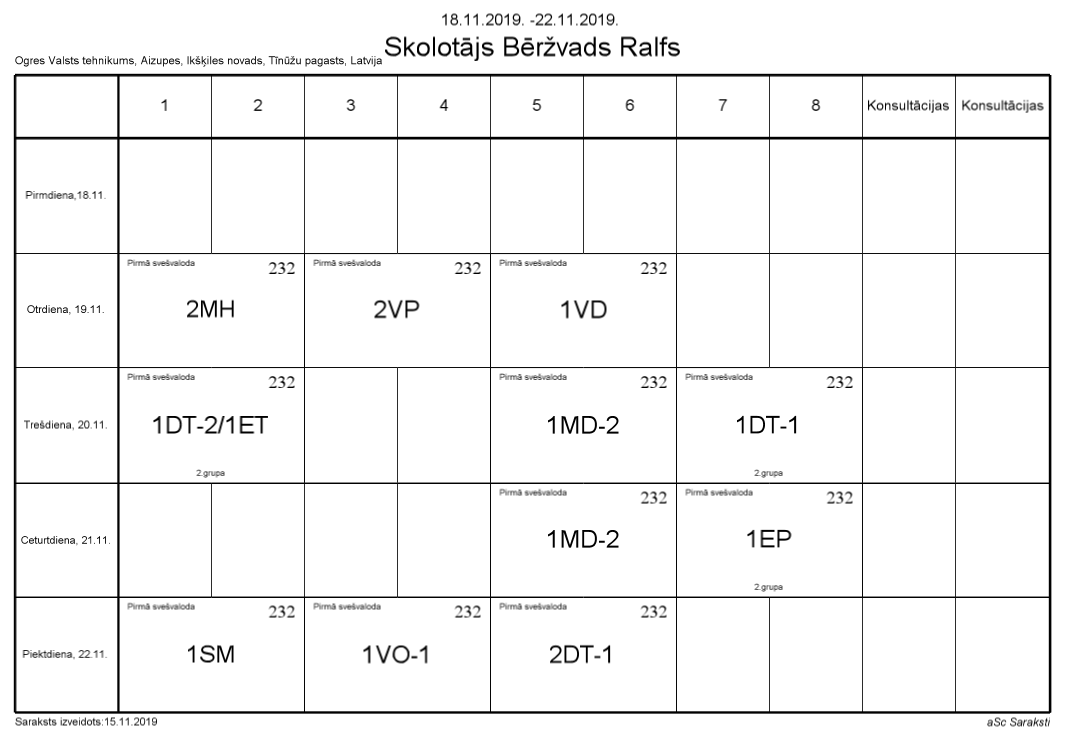 18.11.2019. -22.11.2019.
Skolotājs Bēržvads Ralfs
Ogres Valsts tehnikums, Aizupes, Ikšķiles novads, Tīnūžu pagasts, Latvija
1 2 3 4 5 6 7 8 Konsultācijas Konsultācijas
Pirmdiena,18.11.
Pirmā svešvaloda 232 Pirmā svešvaloda 232 Pirmā svešvaloda 232
Otrdiena, 19.11. 2MH 2VP 1VD
Pirmā svešvaloda 232 Pirmā svešvaloda 232 Pirmā svešvaloda 232
Trešdiena, 20.11. 1DT-2/1ET 1MD-2 1DT-1
2.grupa 2.grupa
Pirmā svešvaloda 232 Pirmā svešvaloda 232
Ceturtdiena, 21.11. 1MD-2 1EP
2.grupa
Pirmā svešvaloda 232 Pirmā svešvaloda 232 Pirmā svešvaloda 232
Piektdiena, 22.11. 1SM 1VO-1 2DT-1
Saraksts izveidots:15.11.2019 aSc Saraksti